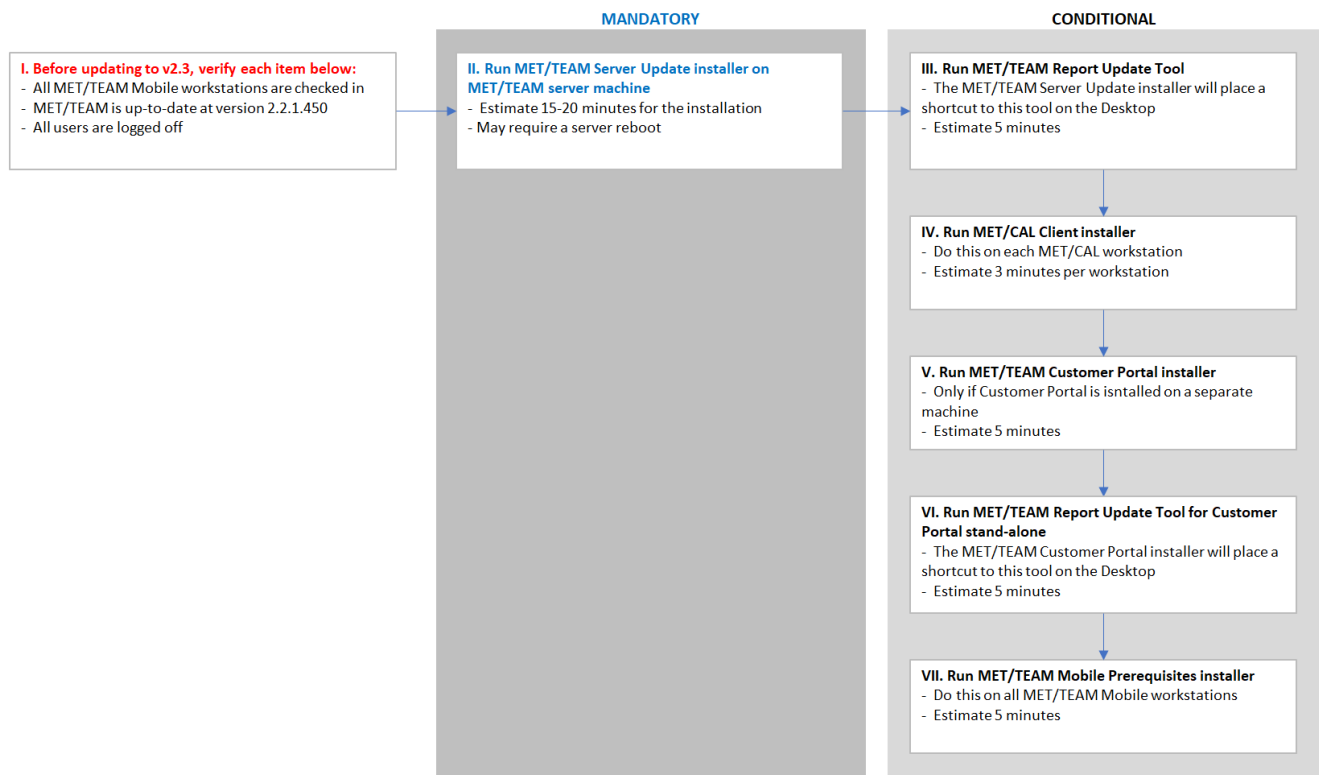 MANDATORY
CONDITIONAL
I. Before updating to v2.3, verify each item below:
- All MET/TEAM Mobile workstations are checked in
- MET/TEAM is up-to-date at version 2.2.1.450
- All users are logged off
II. Run MET/TEAM Server Update installer on
MET/TEAM server machine
- Estimate 15-20 minutes for the installation
- May require a server reboot
III. Run MET/TEAM Report Update Tool
- The MET/TEAM Server Update installer will place a
shortcut to this tool on the Desktop
- Estimate 5 minutes
IV. Run MET/CAL Client installer
- Do this on each MET/CAL workstation
- Estimate 3 minutes per workstation
V. Run MET/TEAM Customer Portal installer
- Only if Customer Portal is isntalled on a separate
machine
- Estimate 5 minutes
VI. Run MET/TEAM Report Update Tool for Customer
Portal stand-alone
- The MET/TEAM Customer Portal installer will place a
shortcut to this tool on the Desktop
- Estimate 5 minutes
VII. Run MET/TEAM Mobile Prerequisites installer
- Do this on all MET/TEAM Mobile workstations
- Estimate 5 minutes